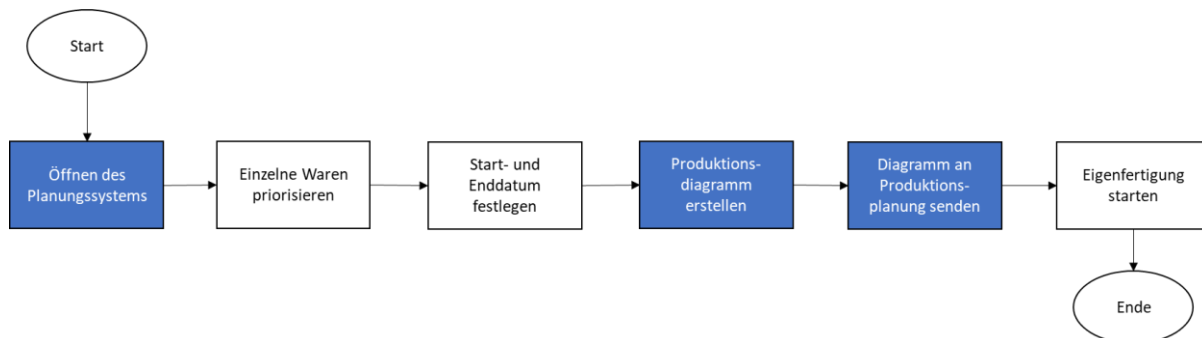 Start
Öffnen des
Planungssystems
Einzelne Waren
priorisieren
Start- und
Enddatum
festlegen
Produktions-
diagramm
erstellen
Diagramm an
Produktions-
planung senden
Eigenfertigung
starten
Ende